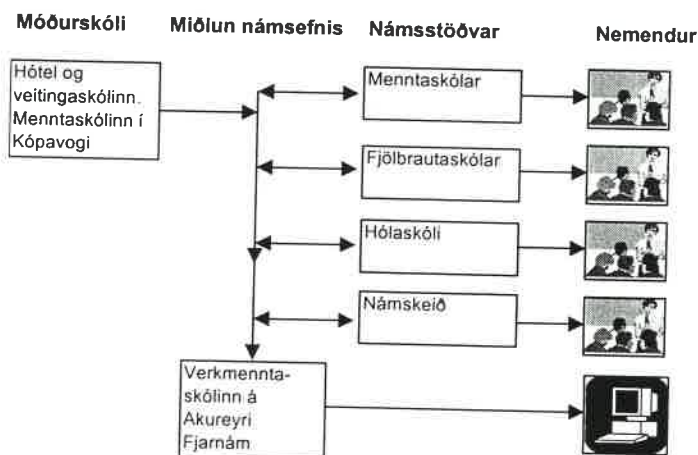 Móðurskóli Miðlun námsefnis Námsstöðvar Nemendur
Hótel og
veitingaskólinn.
Menntaskólinn í
Kópavogi
Menntaskólar
Fjölbrautaskólar
Hólaskóli
Námskeið
Verkmennta-
skólinn á
Akureyri
Fjarnám